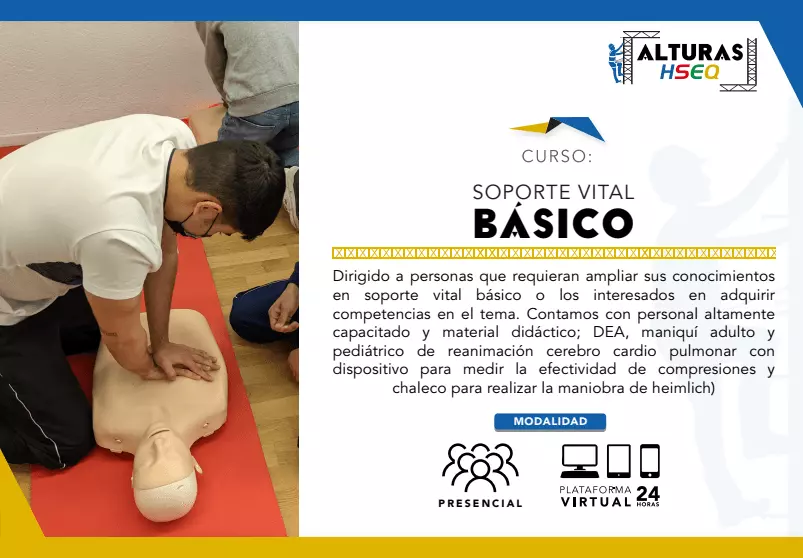 ALTURAS
HSEQ
CURSO:
SOPORTE VITAL
BÁSICO
Dirigido a personas que requieran ampliar sus conocimientos
en soporte vital básico o los interesados en adquirir
competencias en el tema. Contamos con personal altamente
capacitado y material didáctico; DEA, maniquí adulto y
pediátrico de reanimación cerebro cardio pulmonar con
dispositivo para medir la efectividad de compresiones y
chaleco para realizar la maniobra de heimlich)
MODALIDAD
PRESENCIAL
PLATAFORMA
VIRTUAL
24
HORAS